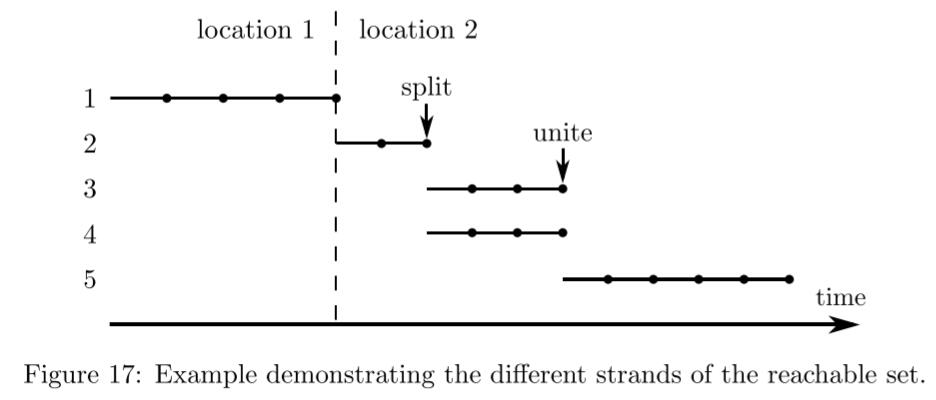 location 1 location 2
split
1
unite
2
3
4
5
time
Figure 17: Example demonstrating the different strands of the reachable set.